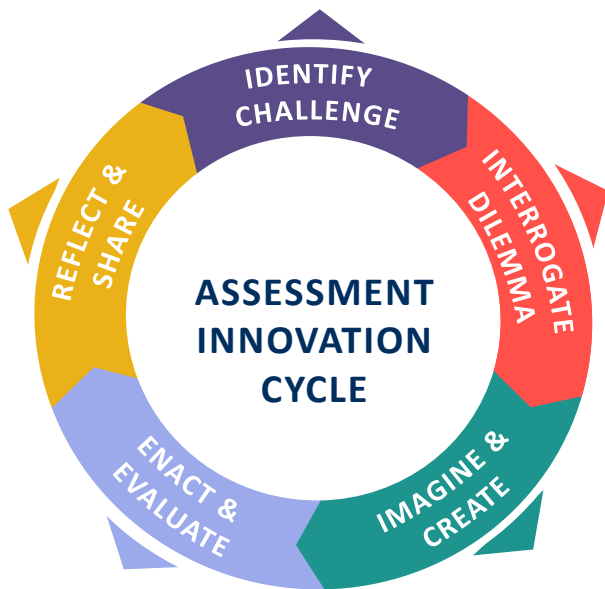 IDENTIFY
CHALLENGE
INTERROGATE
DILEMMA
IMAGINE &
CREATE
ENACT &
EVALUATE
REFLECT &
SHARE
ASSESSMENT
INNOVATION
CYCLE